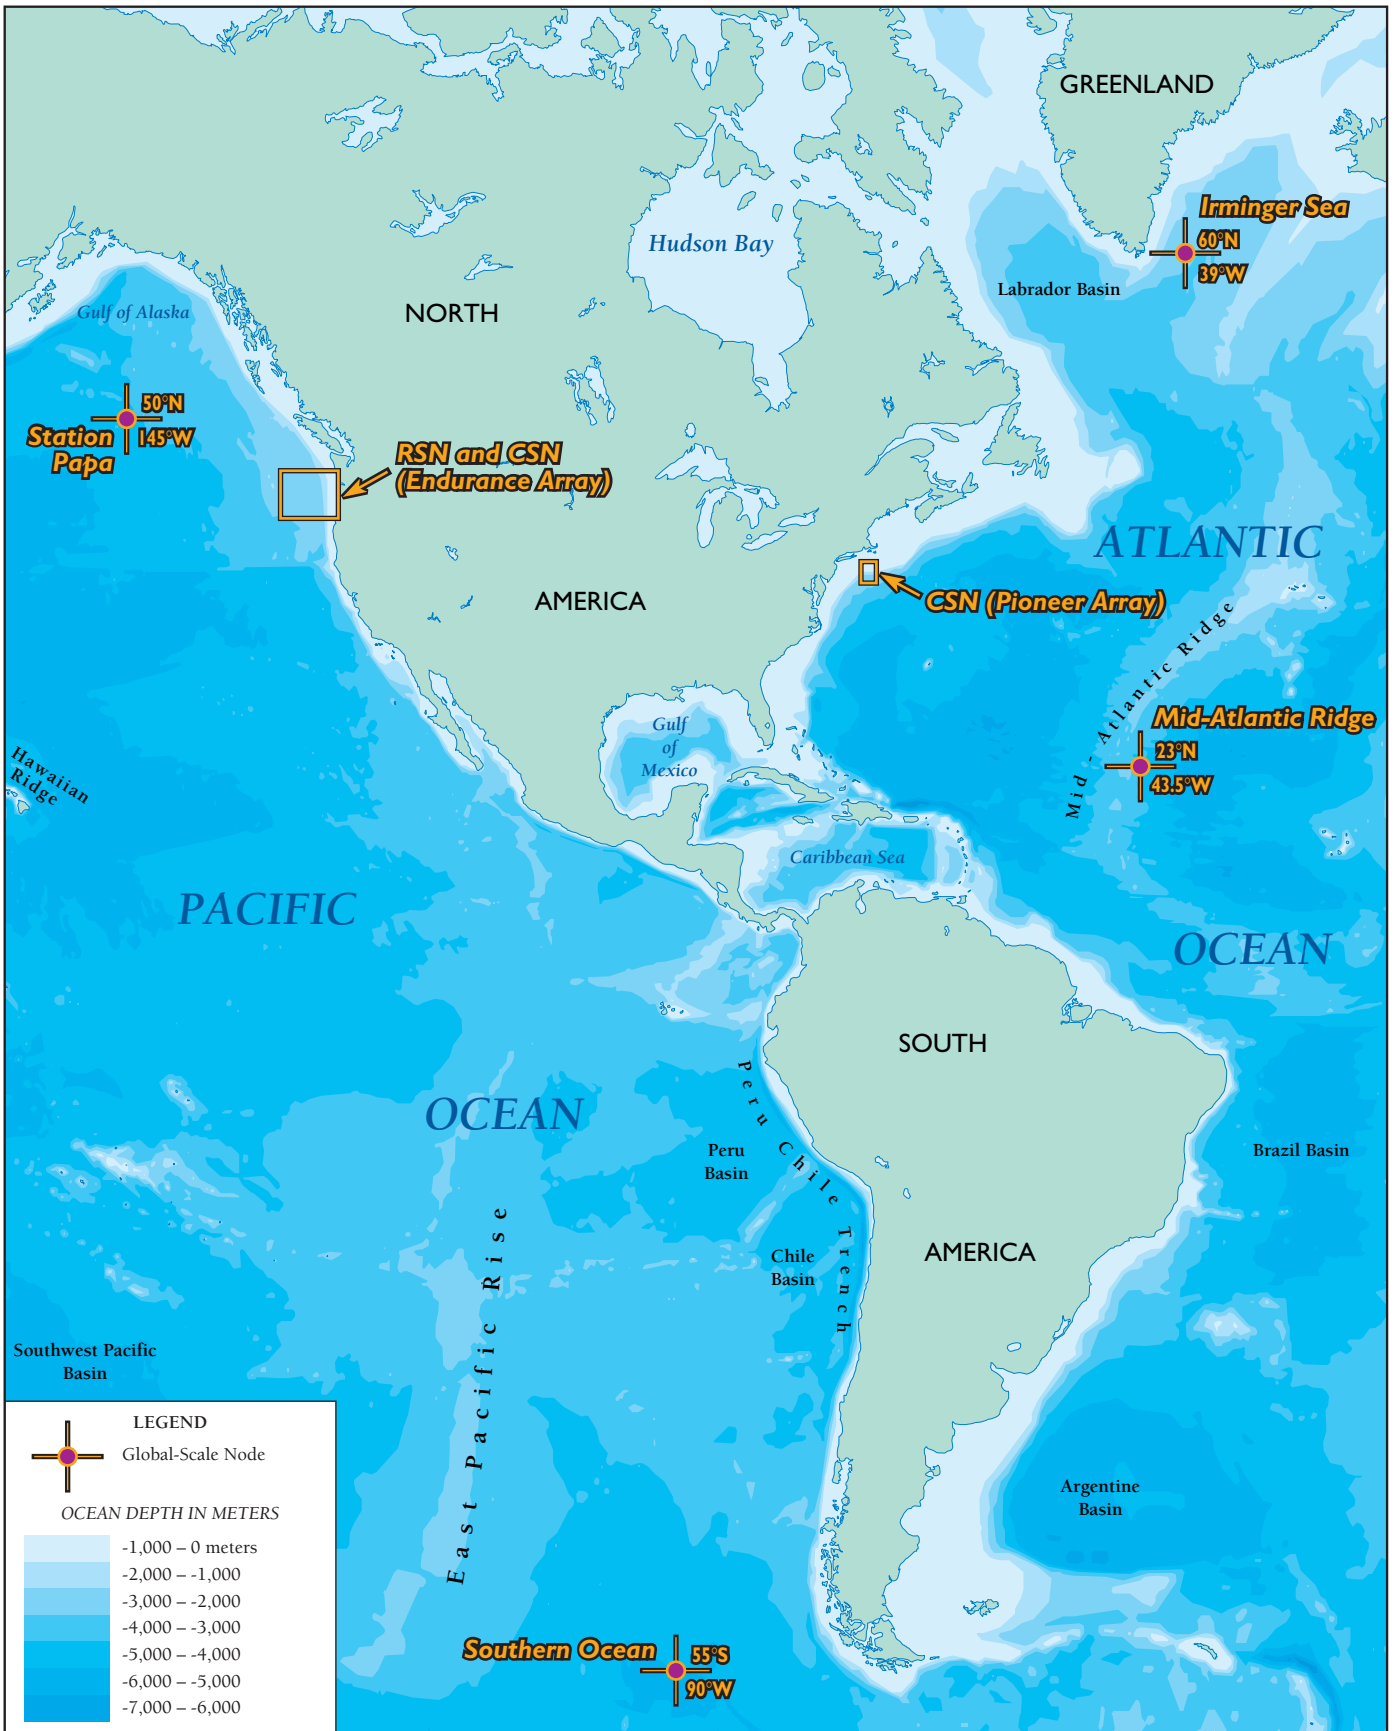 GREENLAND
Irminger Sea
60°N
39°W
Hudson Bay
Labrador Basin
NORTH
Gulf of Alaska
50°N
145°W
Station
Papa
RSN and CSN
(Endurance Array)
ATLANTIC
CSN (Pioneer Array)
AMERICA
Mid - Atlantic Ridge
Mid-Atlantic Ridge
23°N
43.5°W
Gulf
of
Mexico
Hawaiian
Ridge
Caribbean Sea
PACIFIC
OCEAN
SOUTH
OCEAN
Peru Chile Trench
Peru
Basin
Brazil Basin
AMERICA
Chile
Basin
East Pacific Rise
Southwest Pacific
Basin
Argentine
Basin
Southern Ocean
55°S
90°W
LEGEND
Global-Scale Node
OCEAN DEPTH IN METERS
-1,000 – 0 meters
-2,000 – -1,000
-3,000 – -2,000
-4,000 – -3,000
-5,000 – -4,000
-6,000 – -5,000
-7,000 – -6,000